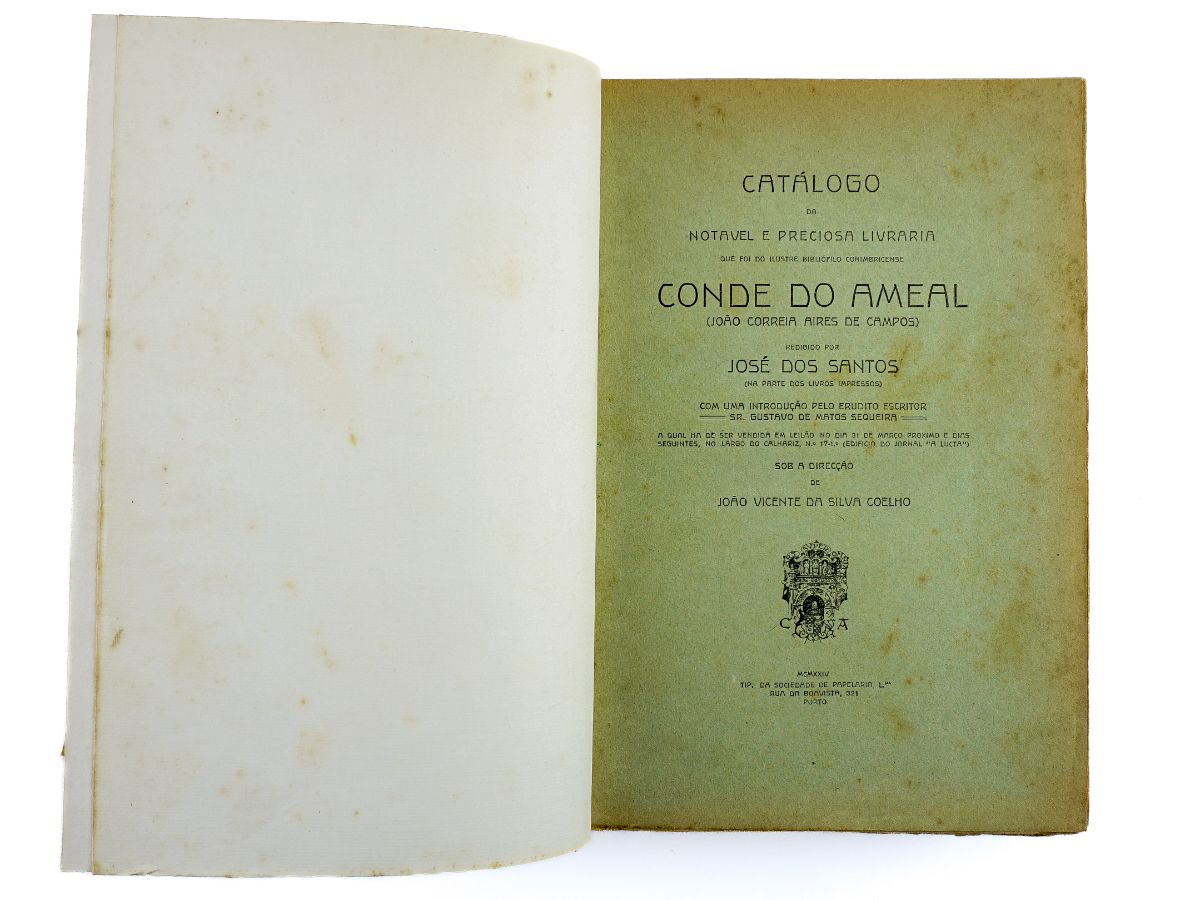 CATÁLOGO
DA
NOTAVEL E PRECIOSA LIVRARIA
QUE FOI DO ILUSTRE BIBLIÓFILO CONIMBRICENSE
CONDE DO AMEAL
(JOÃO CORREIA AIRES DE CAMPOS)
REDIGIDO POR
JOSÉ DOS SANTOS
(NA PARTE DOS LIVROS IMPRESSOS)
COM UMA INTRODUÇÃO PELO ERUDITO ESCRITOR
SR. GUSTAVO DE MATOS SEQUEIRA
A QUAL HA DE SER VENDIDA EM LEILÃO NO DIA 31 DE MARÇO PROXIMO E DIAS
SEGUINTES, NO LARGO DO CALHARIZ, N.º 17-1.º (EDIFICIO DO JORNAL "A LUCTA")
SOB A DIRECÇÃO
DE
JOÃO VICENTE DA SILVA COELHO
C A
MCMXXIV
TIP. DA SOCIEDADE DE PAPELARIA, L.DA
RUA DA BOAVISTA, 321
PORTO